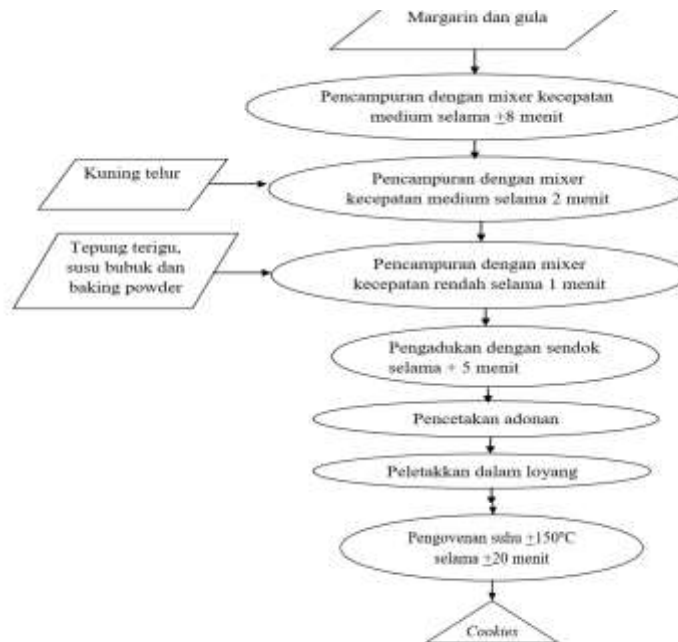 Margarin dan gula
Pencampuran dengan mixer kecepatan
medium selama ±8 menit
Kuning telur
Pencampuran dengan mixer
kecepatan medium selama 2 menit
Tepung terigu,
susu bubuk dan
baking powder
Pencampuran dengan mixer
kecepatan rendah selama 1 menit
Pengadukan dengan sendok
selama + 5 menit
Pencetakan adonan
Peletakkan dalam loyang
Pengovenan suhu ±150°C
selama ±20 menit
Cookies